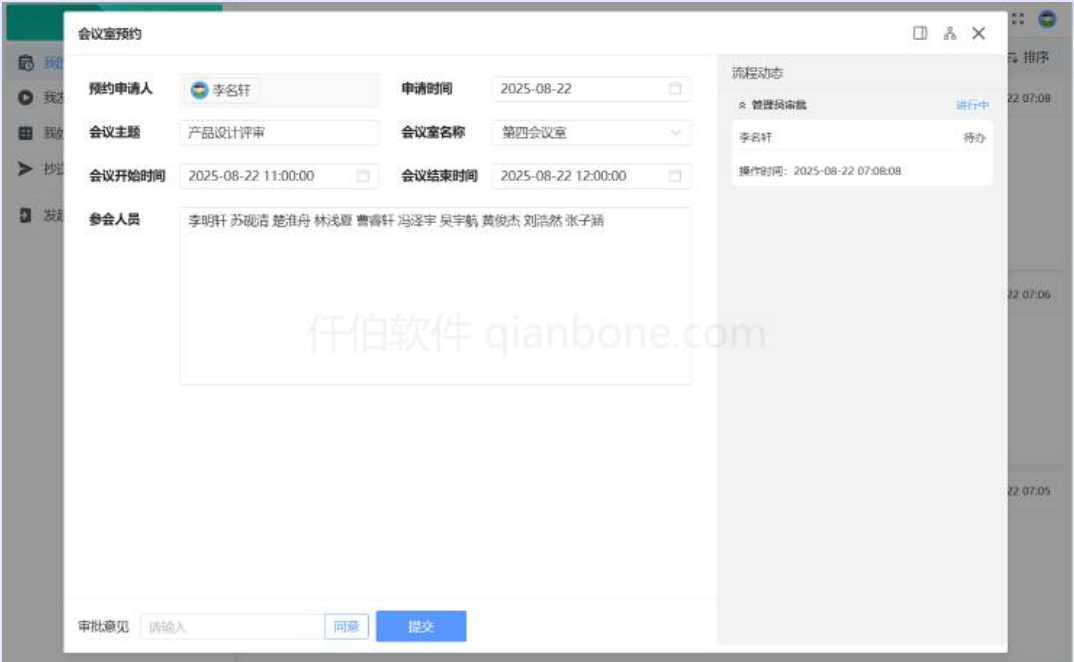 会议室预约
预约申请人 李名轩 申请时间 2025-08-22
会议主题 产品设计评审 会议室名称 第四会议室
会议开始时间 2025-08-22 11:00:00 会议结束时间 2025-08-22 12:00:00
参会人员 李明轩 苏砚清 楚淮舟 林浅夏 曹睿轩 冯泽宇 吴宇航 黄俊杰 刘浩然 张子涵
仟伯软件 qianbone.com
审批意见 请输入 同意 提交
流程动态
管理员审批 进行中
李名轩 待办
操作时间：2025-08-22 07:08:08
排序
22 07:08
22 07:06
22 07:05